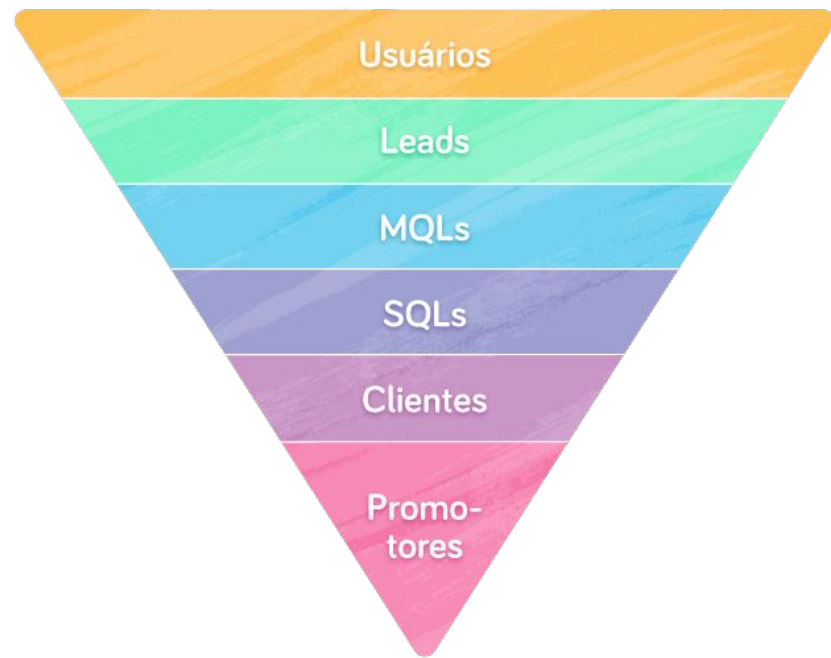 Usuários
Leads
MQLs
SQLs
Clientes
Promo-
tores